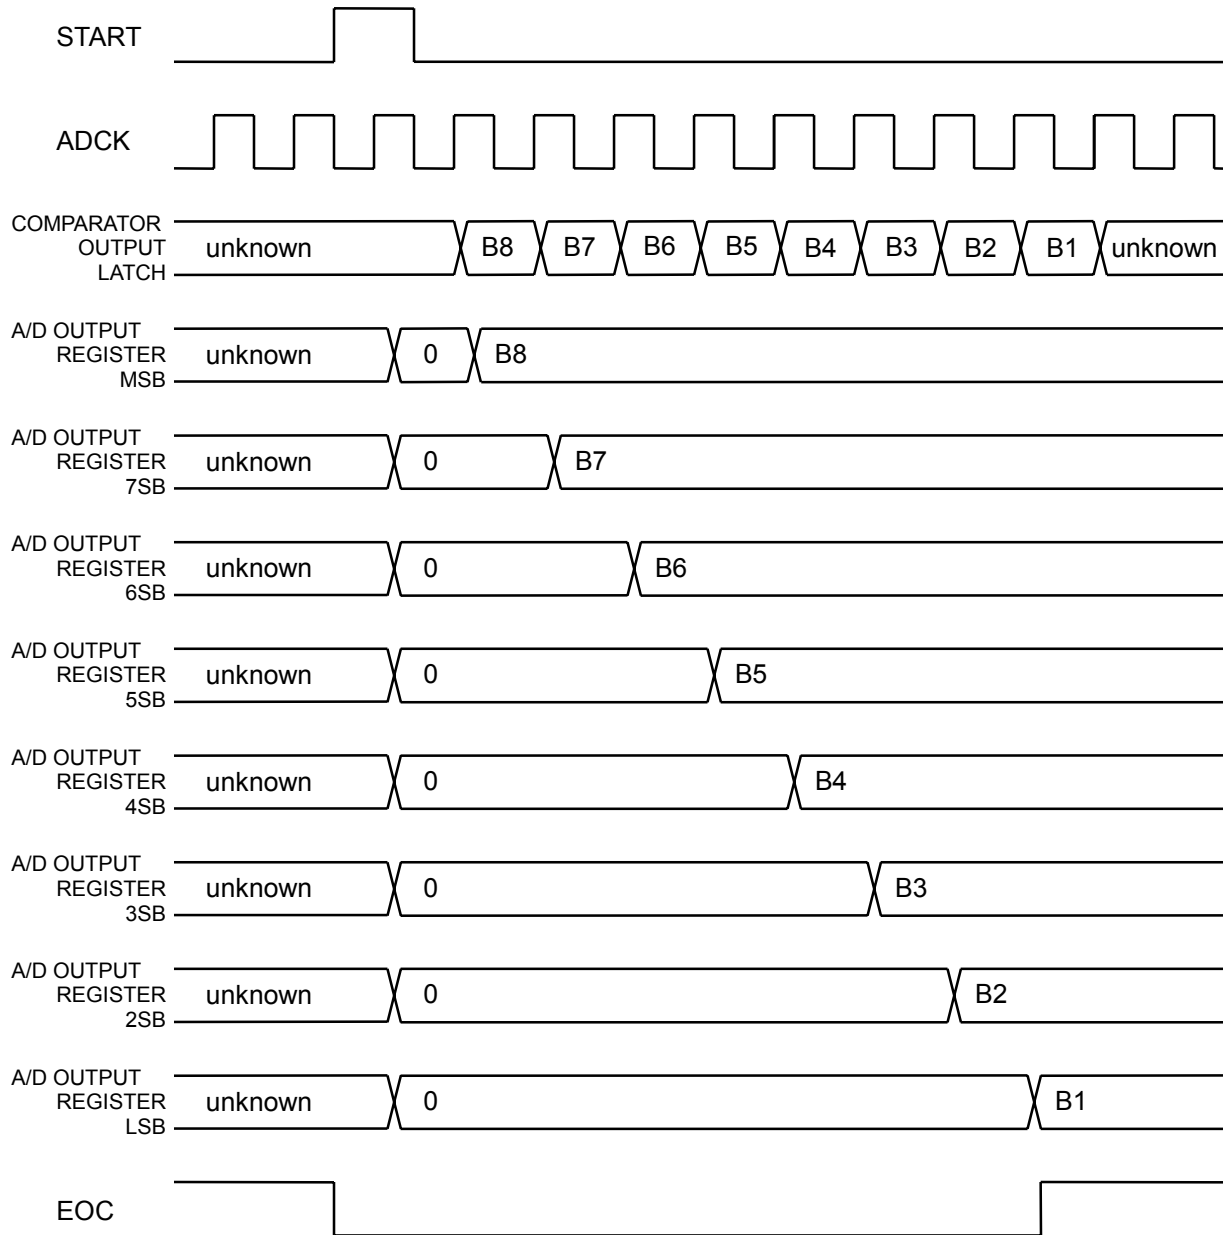 START
ADCK
COMPARATOR
OUTPUT
LATCH
unknown B8 B7 B6 B5 B4 B3 B2 B1 unknown
A/D OUTPUT
REGISTER
MSB
unknown 0 B8
A/D OUTPUT
REGISTER
7SB
unknown 0 B7
A/D OUTPUT
REGISTER
6SB
unknown 0 B6
A/D OUTPUT
REGISTER
5SB
unknown 0 B5
A/D OUTPUT
REGISTER
4SB
unknown 0 B4
A/D OUTPUT
REGISTER
3SB
unknown 0 B3
A/D OUTPUT
REGISTER
2SB
unknown 0 B2
A/D OUTPUT
REGISTER
LSB
unknown 0 B1
EOC